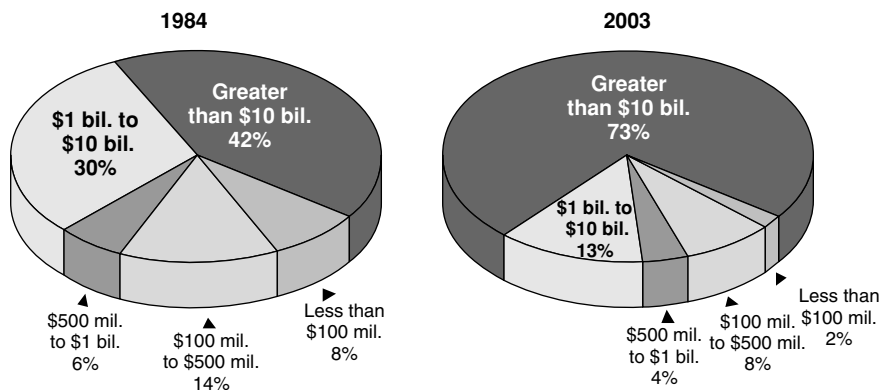 1984
Greater
than $10 bil.
42%
$1 bil. to
$10 bil.
30%
$500 mil.
to $1 bil.
6%
$100 mil.
to $500 mil.
14%
Less than
$100 mil.
8%
2003
Greater
than $10 bil.
73%
$1 bil. to
$10 bil.
13%
$500 mil.
to $1 bil.
4%
$100 mil.
to $500 mil.
8%
Less than
$100 mil.
2%